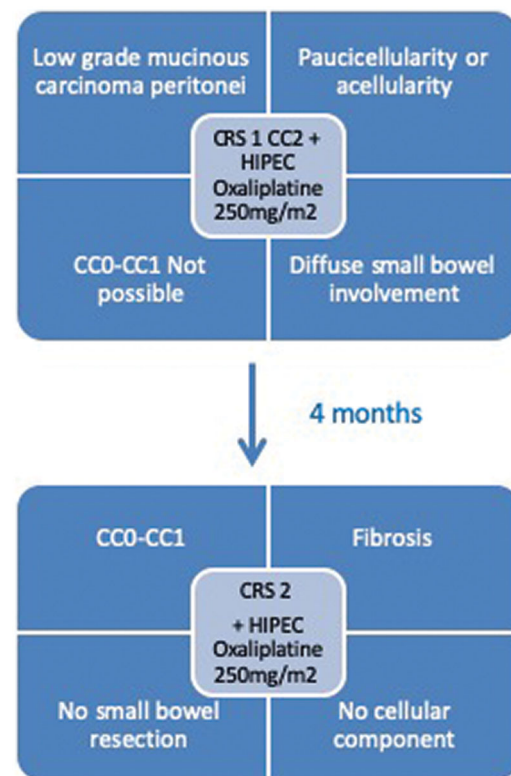 Low grade mucinous
carcinoma peritonei
Paucicellularity or
acellularity
CRS 1 CC2 +
HIPEC
Oxaliplatine
250mg/m2
CC0-CC1 Not
possible
Diffuse small bowel
involvement
4 months
CC0-CC1
Fibrosis
CRS 2
+ HIPEC
Oxaliplatine
250mg/m2
No small bowel
resection
No cellular
component